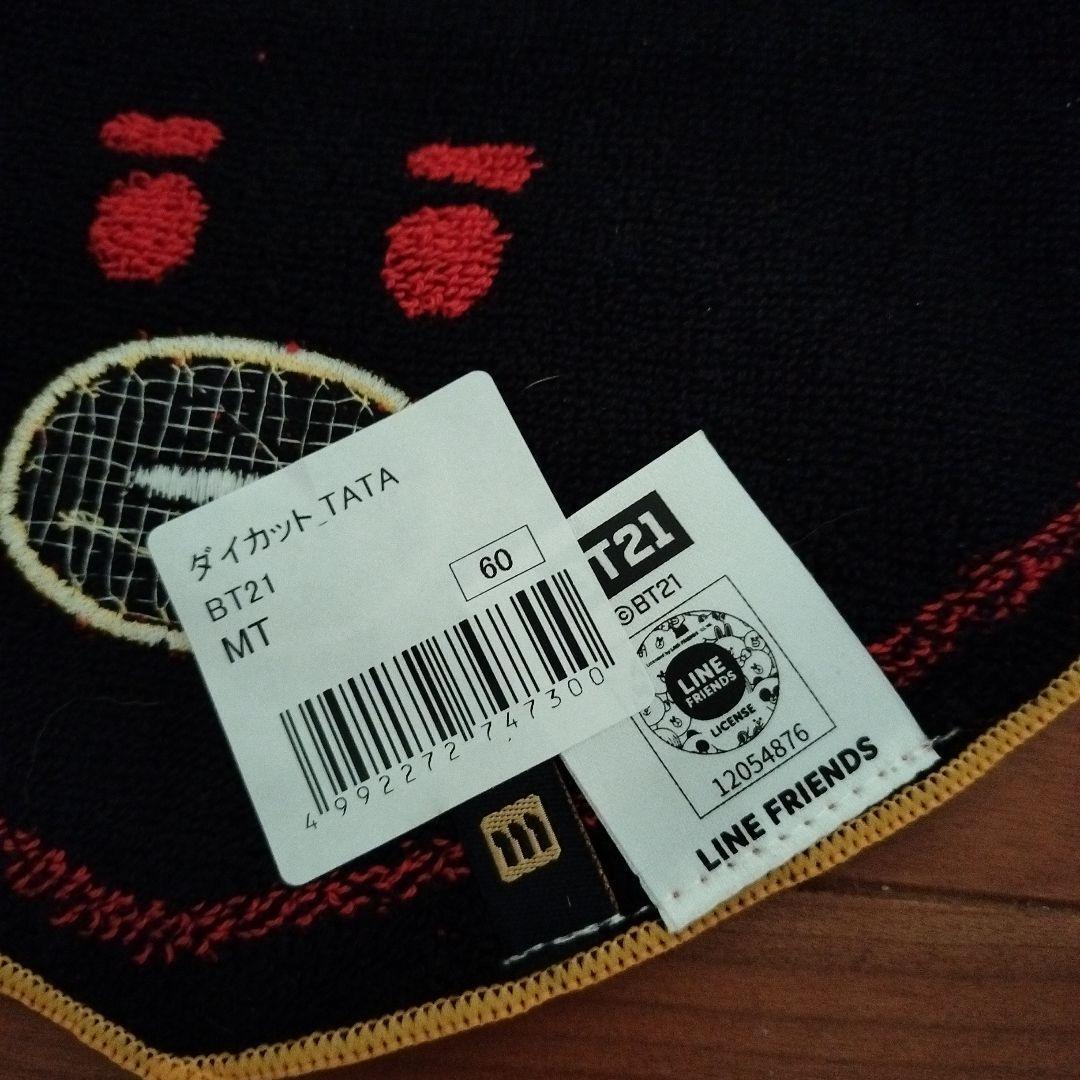 ダイカット_TATA
BT21
MT
60
4992272747300
BT21
©BT21
LINE
FRIENDS
LICENSE
12054876
LINE FRIENDS